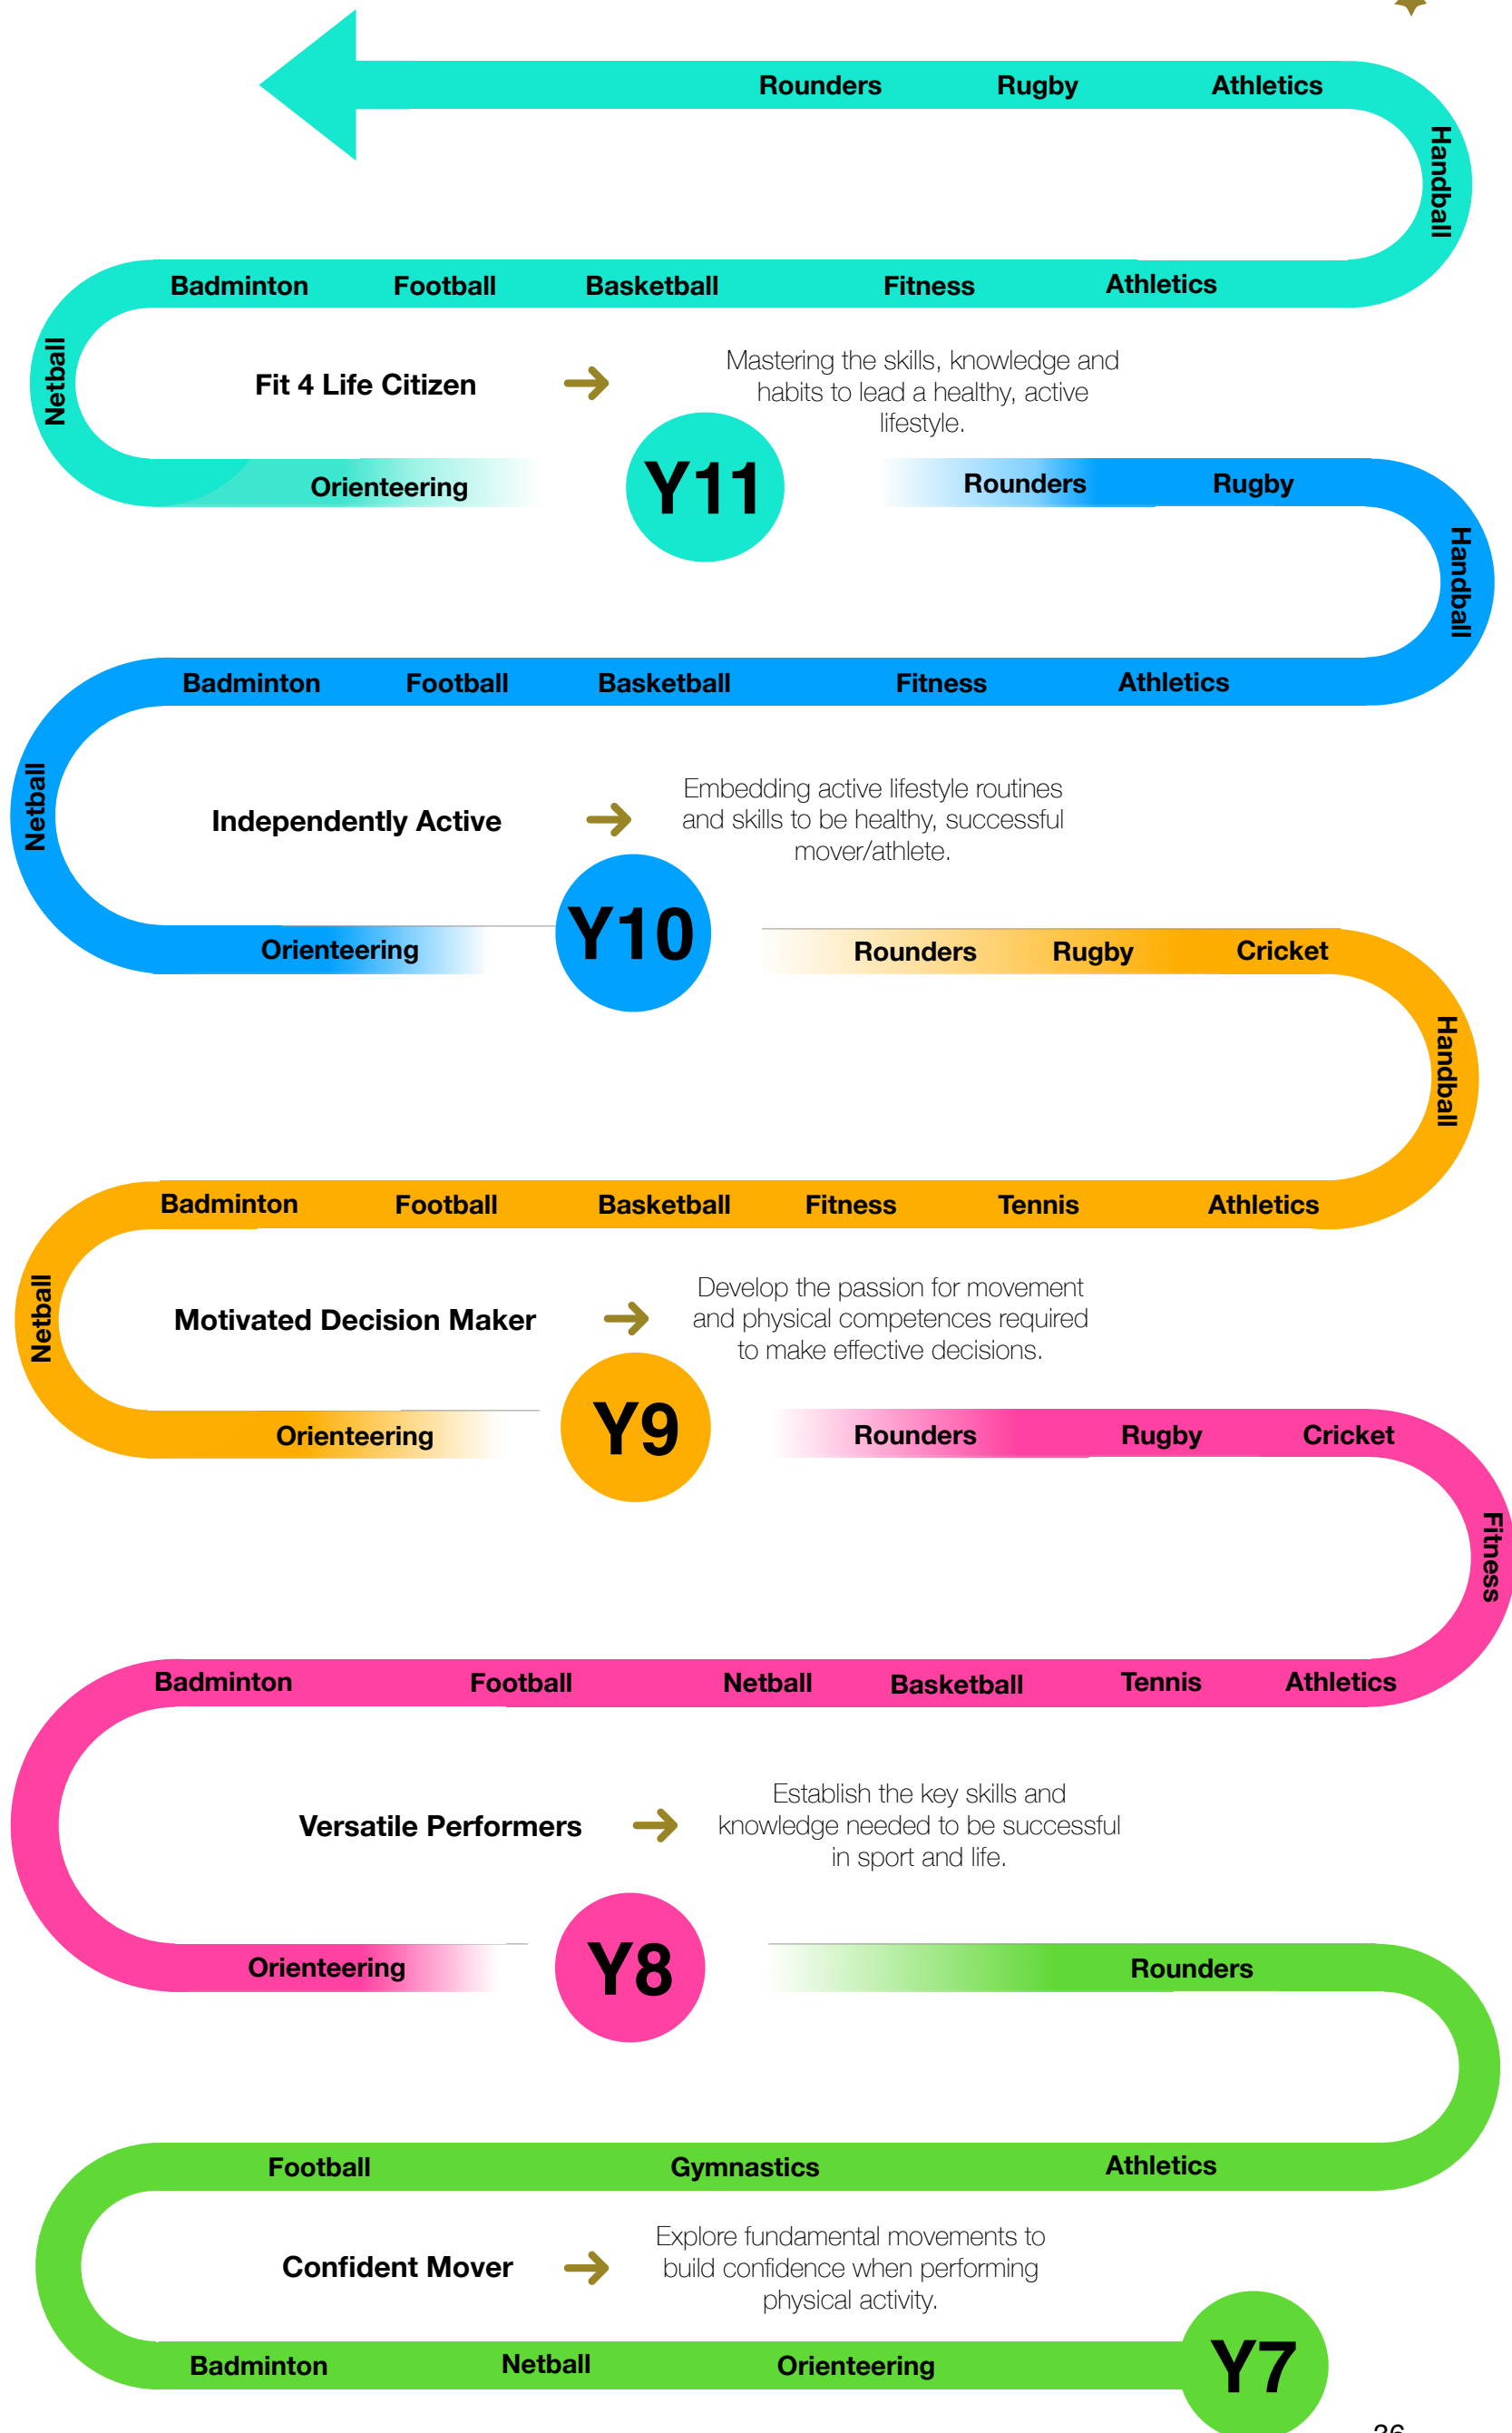 Rounders Rugby Athletics
Handball
Badminton Football Basketball Fitness Athletics
Netball
Fit 4 Life Citizen
Mastering the skills, knowledge and
habits to lead a healthy, active
lifestyle.
Orienteering
Y11
Rounders Rugby
Handball
Badminton Football Basketball Fitness Athletics
Netball
Independently Active
Embedding active lifestyle routines
and skills to be healthy, successful
mover/athlete.
Orienteering
Y10
Rounders Rugby Cricket
Handball
Badminton Football Basketball Fitness Tennis Athletics
Netball
Motivated Decision Maker
Develop the passion for movement
and physical competences required
to make effective decisions.
Orienteering
Y9
Rounders Rugby Cricket
Fitness
Badminton Football Netball Basketball Tennis Athletics
Versatile Performers
Establish the key skills and
knowledge needed to be successful
in sport and life.
Orienteering
Y8
Rounders
Football Gymnastics Athletics
Confident Mover
Explore fundamental movements to
build confidence when performing
physical activity.
Badminton Netball Orienteering
Y7